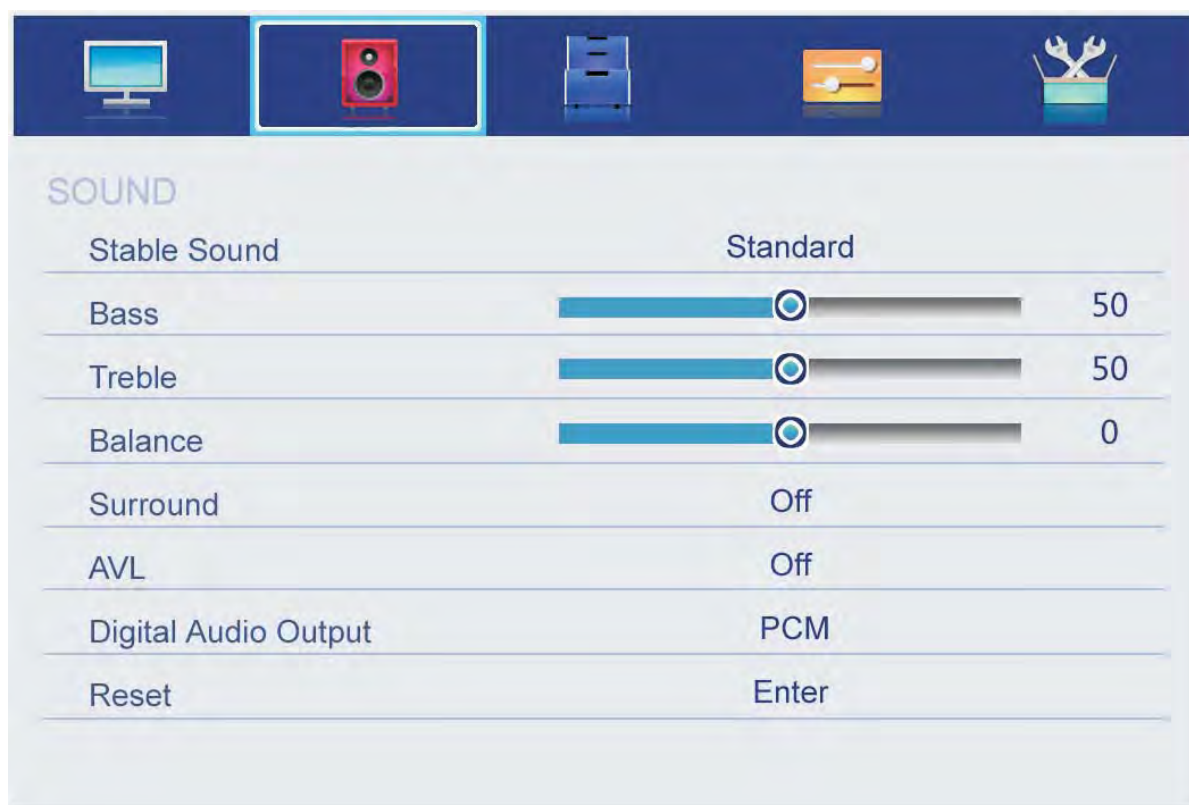 SOUND
Stable Sound Standard
Bass 50
Treble 50
Balance 0
Surround Off
AVL Off
Digital Audio Output PCM
Reset Enter